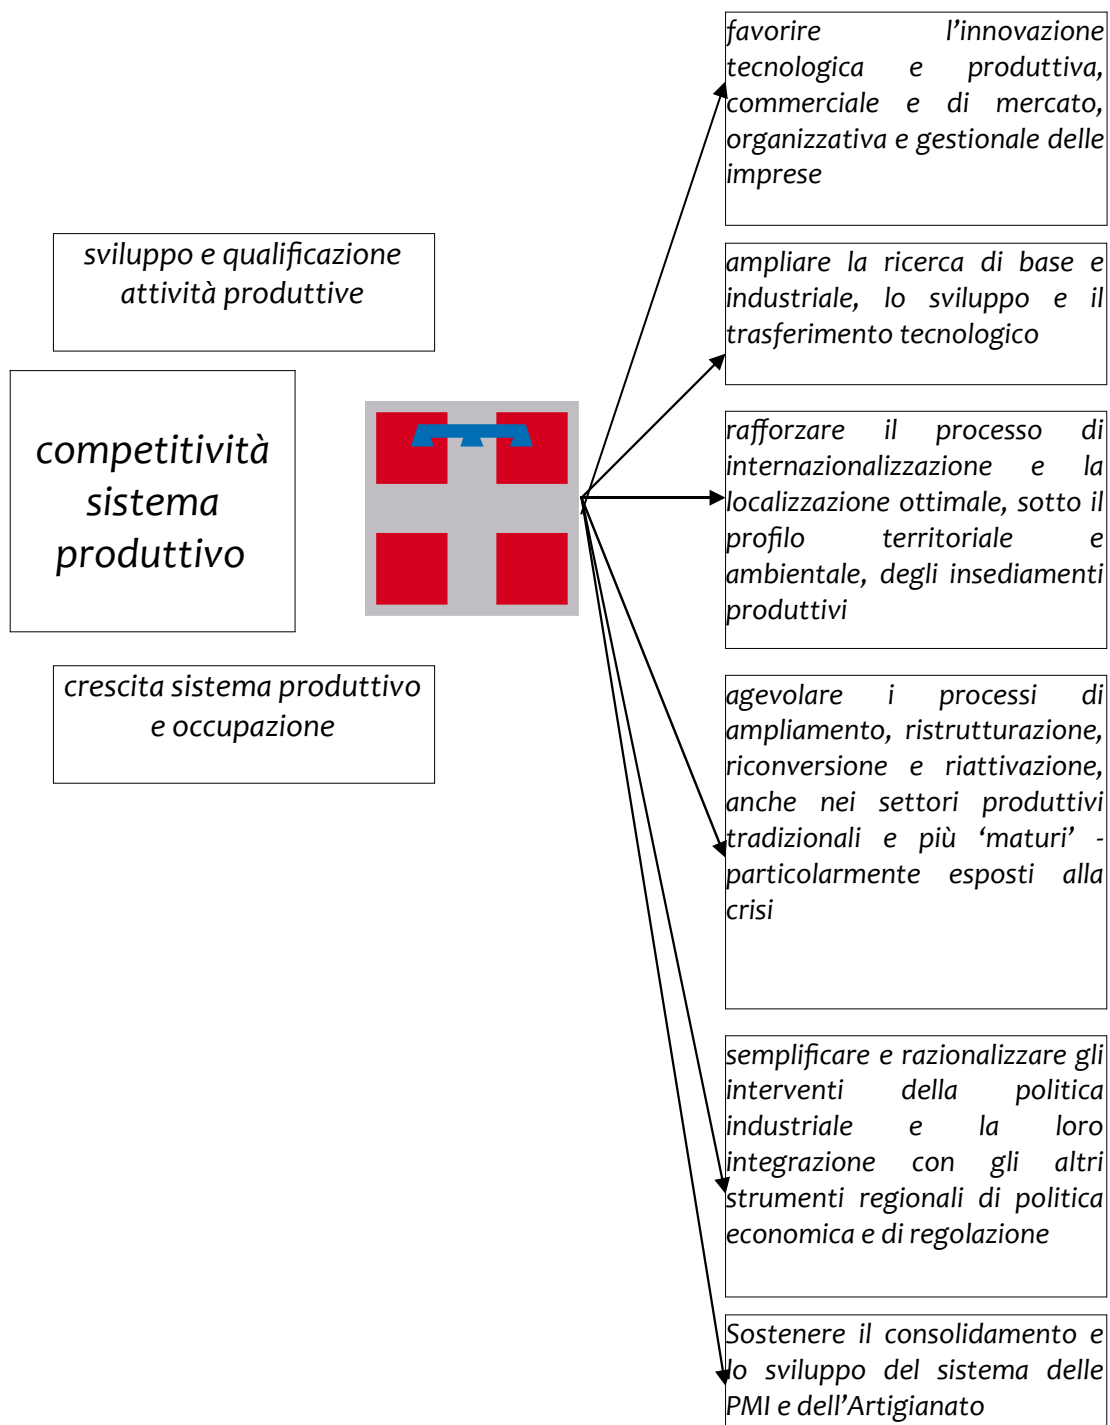 sviluppo e qualificazione
attività produttive
competitività
sistema
produttivo
crescita sistema produttivo
e occupazione
favorire l’innovazione
tecnologica e produttiva,
commerciale e di mercato,
organizzativa e gestionale delle
imprese
ampliare la ricerca di base e
industriale, lo sviluppo e il
trasferimento tecnologico
rafforzare il processo di
internazionalizzazione e la
localizzazione ottimale, sotto il
profilo territoriale e
ambientale, degli insediamenti
produttivi
agevolare i processi di
ampliamento, ristrutturazione,
riconversione e riattivazione,
anche nei settori produttivi
tradizionali e più ‘maturi’ -
particolarmente esposti alla
crisi
semplificare e razionalizzare gli
interventi della politica
industriale e la loro
integrazione con gli altri
strumenti regionali di politica
economica e di regolazione
Sostenere il consolidamento e
lo sviluppo del sistema delle
PMI e dell’Artigianato